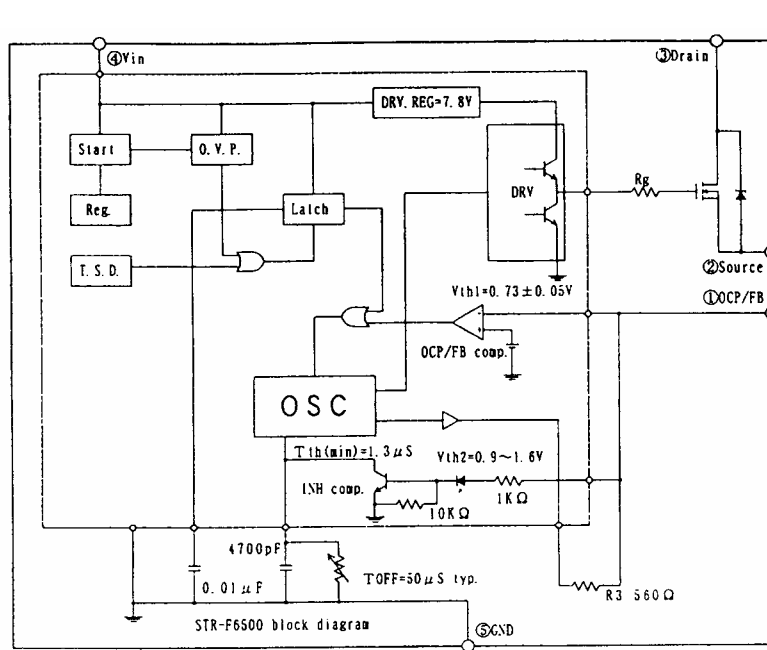 ④Vin
③Drain
DRV. REG=7.8V
Start
O. V. P.
Rg
DRV
Reg.
Latch
T. S. D.
②Source
Vth1=0.73±0.05V
①OCP/FB
OCP/FB comp.
OSC
Tth(min)=1.3μS
Vth2=0.9~1.6V
INH comp.
1KΩ
10KΩ
4700pF
0.01μF
TOFF=50μS typ.
R3 560Ω
STR-F6500 block diagram
⑤GND